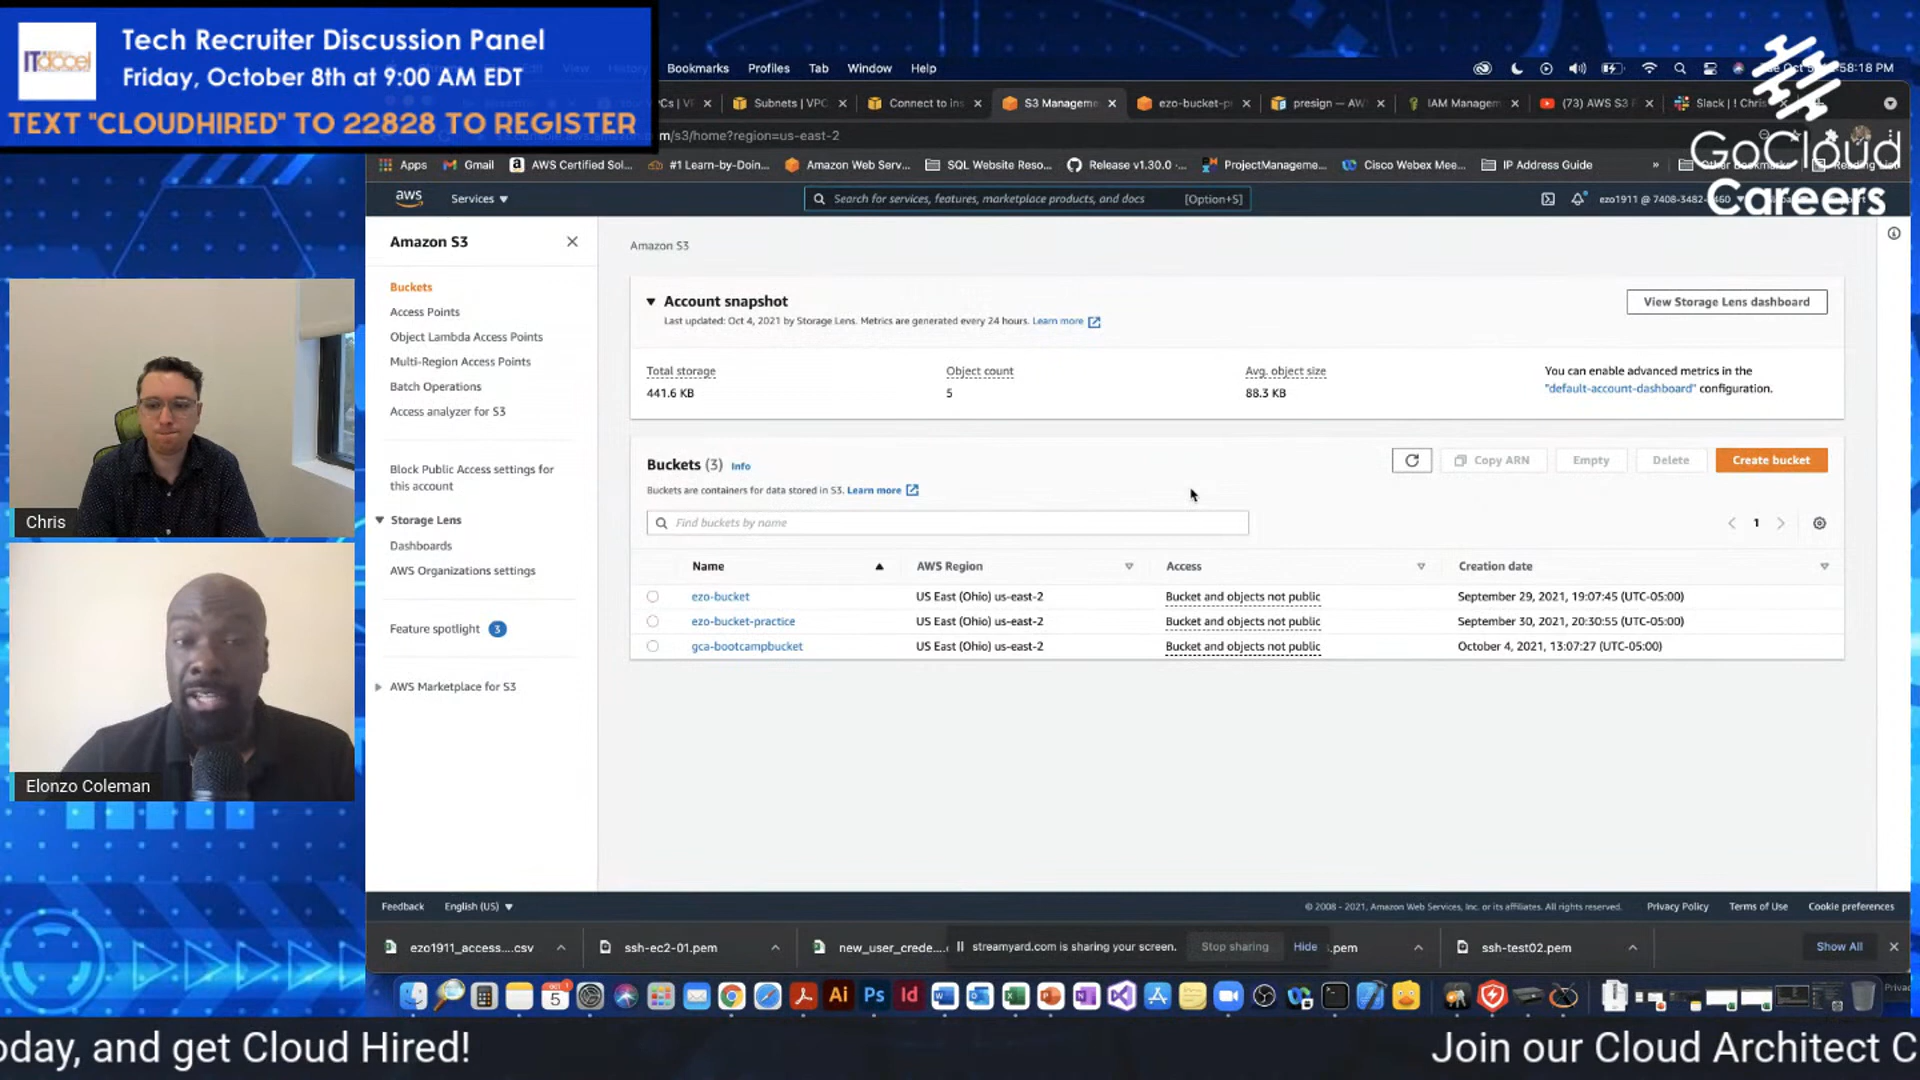 Tech Recruiter Discussion Panel
Friday, October 8th at 9:00 AM EDT
TEXT "CLOUDHIRED" TO 22828 TO REGISTER
Bookmarks Profiles Tab Window Help
58:18 PM
Subnets | VPC
Connect to ins
S3 Manageme
ezo-bucket-p
presign — AW
IAM Managem
(73) AWS S3
Slack | ! Chris
m/s3/home?region=us-east-2
Apps
Gmail
AWS Certified Sol...
#1 Learn-by-Doin...
Amazon Web Serv...
SQL Website Reso...
Release v1.30.0 ·...
ProjectManageme...
Cisco Webex Mee...
IP Address Guide
»
GoCloud
Careers
aws
Services
Search for services, features, marketplace products, and docs
[Option+S]
Amazon S3
Buckets
Access Points
Object Lambda Access Points
Multi-Region Access Points
Batch Operations
Access analyzer for S3
Block Public Access settings for
this account
Storage Lens
Dashboards
AWS Organizations settings
Feature spotlight 3
AWS Marketplace for S3
Amazon S3
Account snapshot
Last updated: Oct 4, 2021 by Storage Lens. Metrics are generated every 24 hours. Learn more
View Storage Lens dashboard
Total storage
441.6 KB
Object count
5
Avg. object size
88.3 KB
You can enable advanced metrics in the
"default-account-dashboard" configuration.
Buckets (3) Info
Buckets are containers for data stored in S3. Learn more
Copy ARN
Empty
Delete
Create bucket
Find buckets by name
1
Name AWS Region Access Creation date
ezo-bucket US East (Ohio) us-east-2 Bucket and objects not public September 29, 2021, 19:07:45 (UTC-05:00)
ezo-bucket-practice US East (Ohio) us-east-2 Bucket and objects not public September 30, 2021, 20:30:55 (UTC-05:00)
gca-bootcampbucket US East (Ohio) us-east-2 Bucket and objects not public October 4, 2021, 13:07:27 (UTC-05:00)
Chris
Elonzo Coleman
Feedback English (US)
© 2008 - 2021, Amazon Web Services, Inc. or its affiliates. All rights reserved. Privacy Policy Terms of Use Cookie preferences
ezo1911_access....csv
ssh-ec2-01.pem
new_user_crede....
streamyard.com is sharing your screen.
Stop sharing
Hide
.pem
ssh-test02.pem
Show All
oday, and get Cloud Hired!
Join our Cloud Architect C